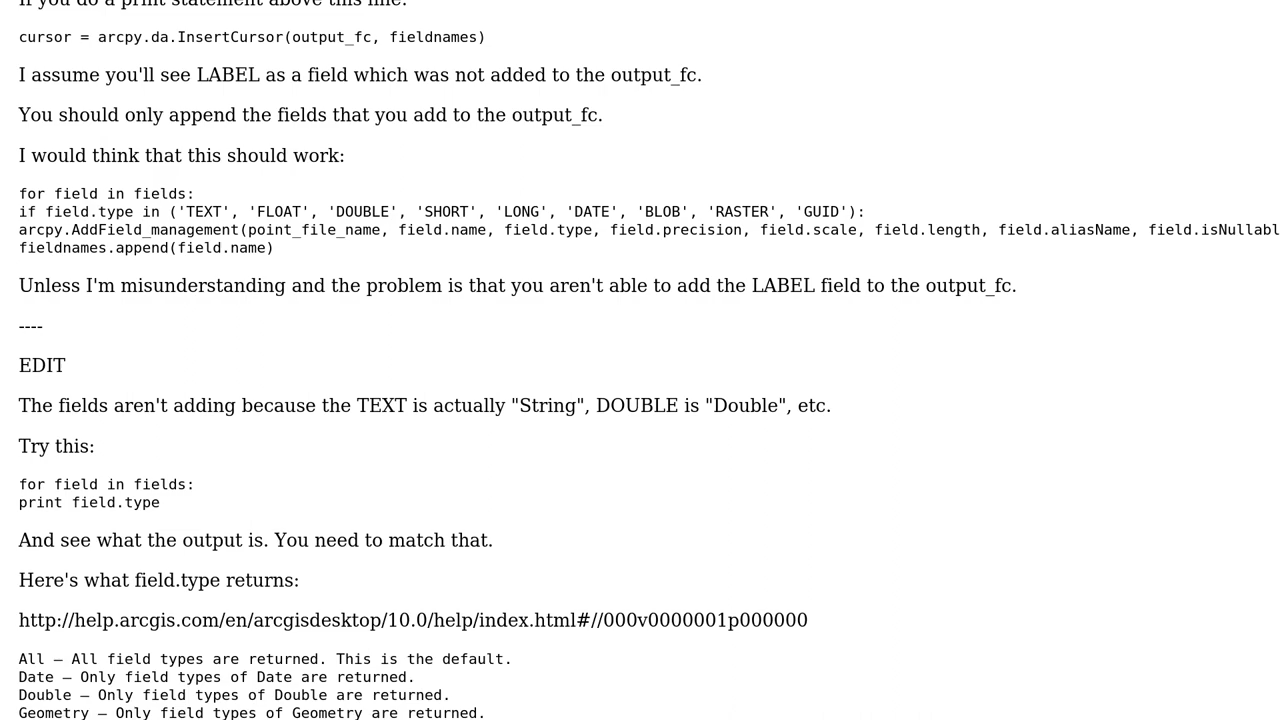 If you do a print statement above this line:
cursor = arcpy.da.InsertCursor(output_fc, fieldnames)
I assume you'll see LABEL as a field which was not added to the output_fc.
You should only append the fields that you add to the output_fc.
I would think that this should work:
for field in fields:
if field.type in ('TEXT', 'FLOAT', 'DOUBLE', 'SHORT', 'LONG', 'DATE', 'BLOB', 'RASTER', 'GUID'):
arcpy.AddField_management(point_file_name, field.name, field.type, field.precision, field.scale, field.length, field.aliasName, field.isNullabl
fieldnames.append(field.name)
Unless I'm misunderstanding and the problem is that you aren't able to add the LABEL field to the output_fc.
----
EDIT
The fields aren't adding because the TEXT is actually "String", DOUBLE is "Double", etc.
Try this:
for field in fields:
print field.type
And see what the output is. You need to match that.
Here's what field.type returns:
http://help.arcgis.com/en/arcgisdesktop/10.0/help/index.html#//000v0000001p000000
All — All field types are returned. This is the default.
Date — Only field types of Date are returned.
Double — Only field types of Double are returned.
Geometry — Only field types of Geometry are returned.